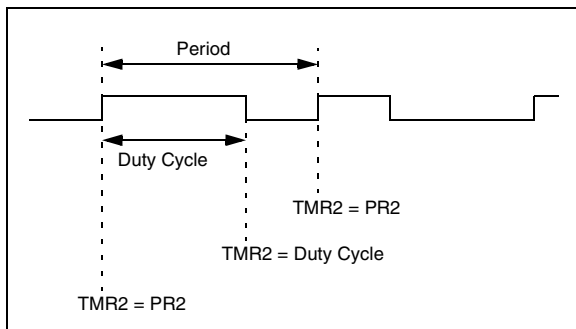 Period
Duty Cycle
TMR2 = PR2
TMR2 = Duty Cycle
TMR2 = PR2